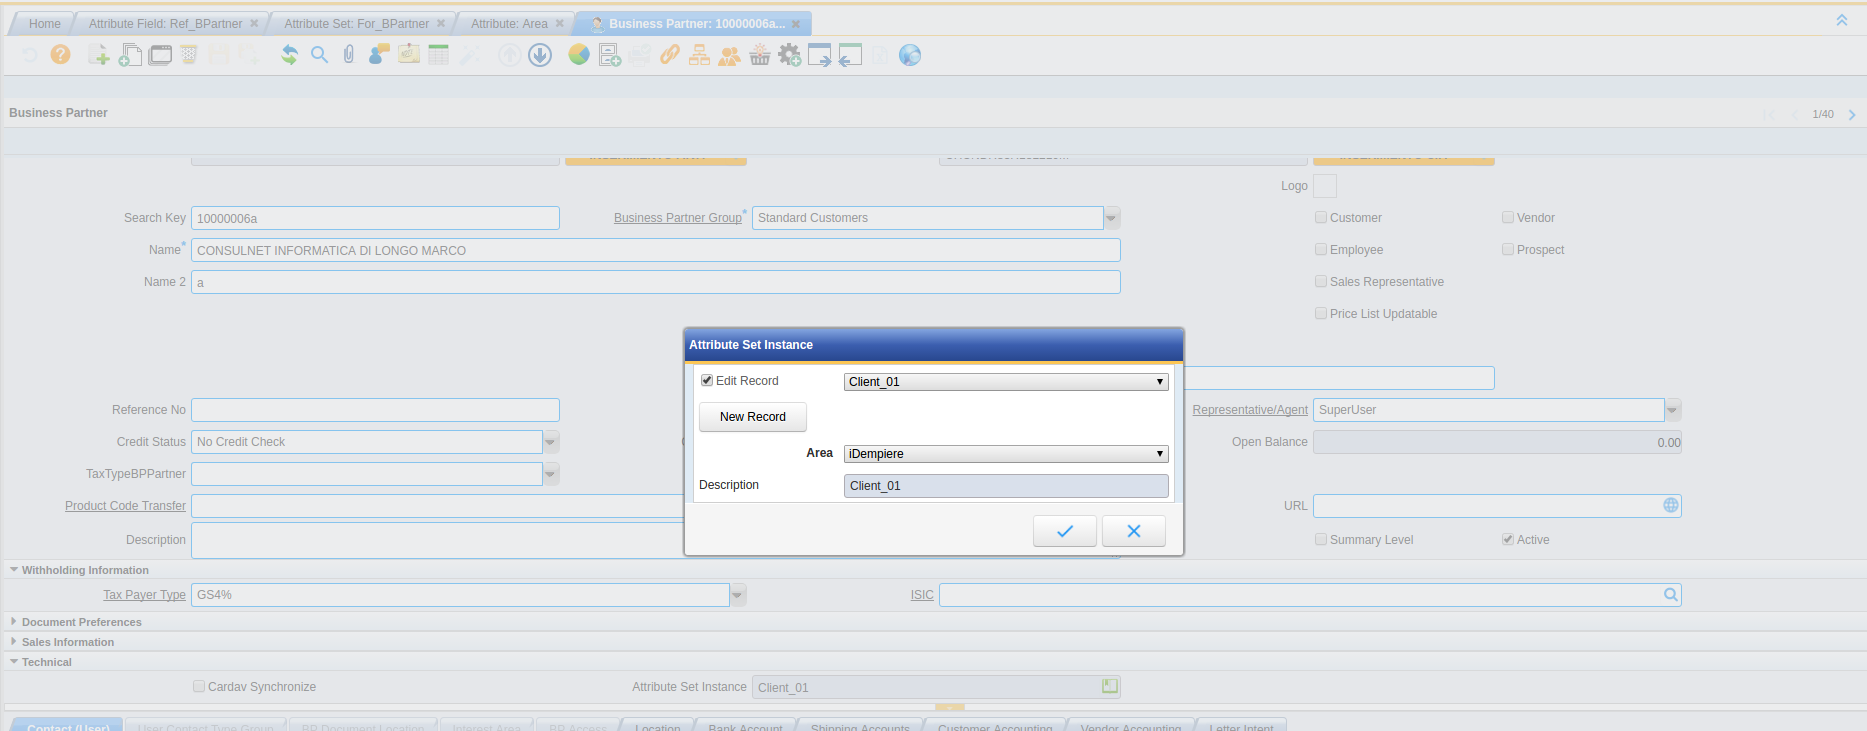 Home Attribute Field: Ref_BPartner Attribute Set: For_BPartner Attribute: Area Business Partner: 10000006a...
Business Partner 1/40
Logo
Search Key 10000006a Business Partner Group* Standard Customers Customer Vendor
Name* CONSULNET INFORMATICA DI LONGO MARCO Employee Prospect
Name 2 a Sales Representative
Price List Updatable
Attribute Set Instance
Edit Record Client_01
New Record
Area iDempiere
Description Client_01
Reference No Representative/Agent SuperUser
Credit Status No Credit Check Open Balance 0.00
TaxTypeBPPartner
Product Code Transfer URL
Description Summary Level Active
Withholding Information
Tax Payer Type GS4% ISIC
Document Preferences
Sales Information
Technical
Cardav Synchronize Attribute Set Instance Client_01
Contact (User) User Contact Type Group BP Document Location Interest Area BP Access Location Bank Account Shipping Accounts Customer Accounting Vendor Accounting Letter Intent